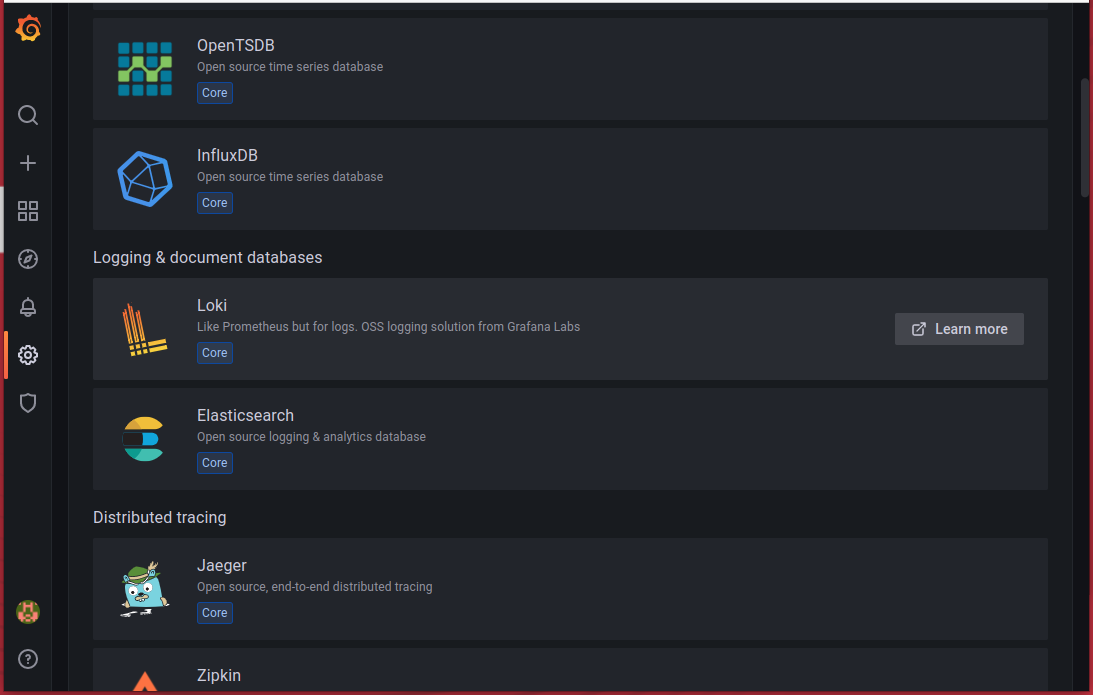 OpenTSDB
Open source time series database
Core
InfluxDB
Open source time series database
Core
Logging & document databases
Loki
Like Prometheus but for logs. OSS logging solution from Grafana Labs
Core
Learn more
Elasticsearch
Open source logging & analytics database
Core
Distributed tracing
Jaeger
Open source, end-to-end distributed tracing
Core
Zipkin